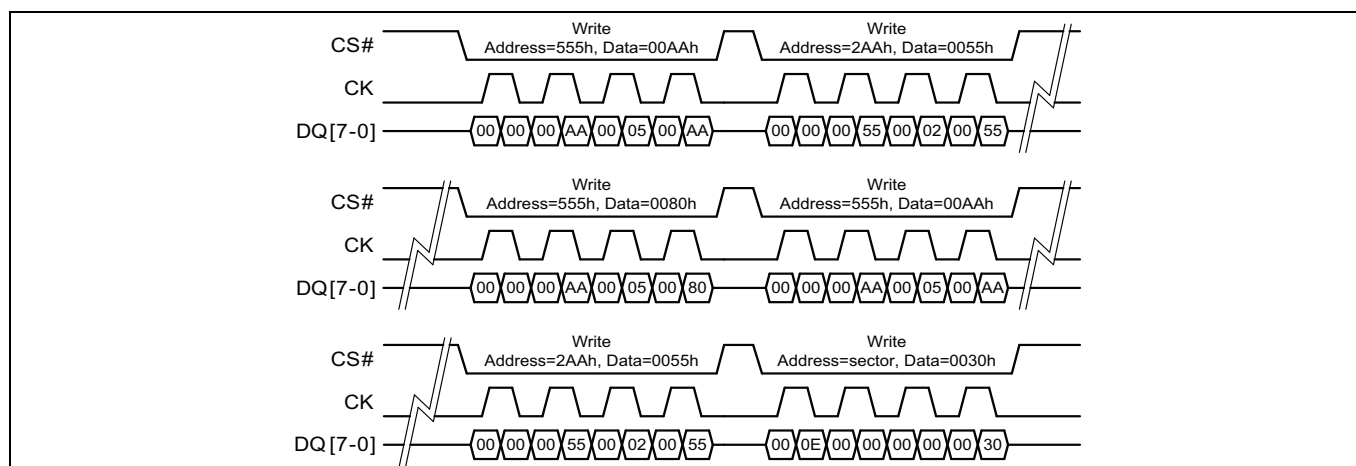 Write Write
CS# Address=555h, Data=00AAh Address=2AAh, Data=0055h
CK
DQ[7-0] 00 00 00 AA 00 05 00 AA 00 00 00 55 00 02 00 55
Write Write
CS# Address=555h, Data=0080h Address=555h, Data=00AAh
CK
DQ[7-0] 00 00 00 AA 00 05 00 80 00 00 00 AA 00 05 00 AA
Write Write
CS# Address=2AAh, Data=0055h Address=sector, Data=0030h
CK
DQ[7-0] 00 00 00 55 00 02 00 55 00 0E 00 00 00 00 00 30